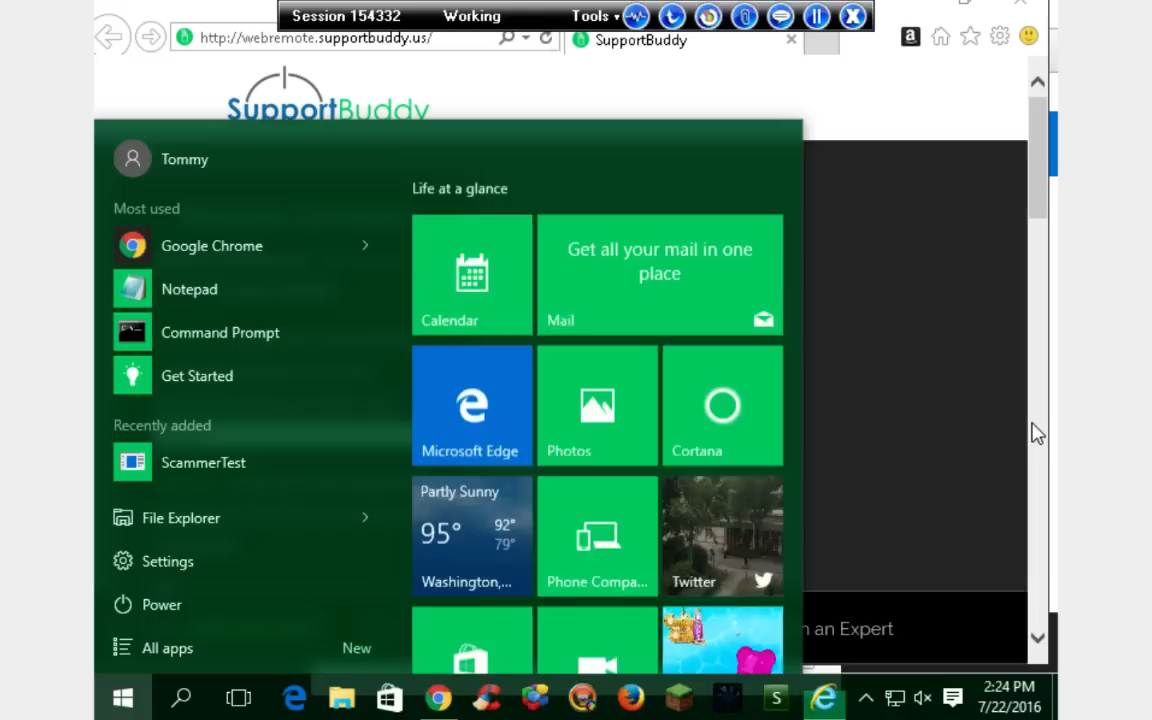 Session 154332 Working Tools
http://webremote.supportbuddy.us/
SupportBuddy
SupportBuddy
Tommy
Most used
Google Chrome
Notepad
Command Prompt
Get Started
Recently added
ScammerTest
File Explorer
Settings
Power
All apps New
Life at a glance
Calendar
Get all your mail in one
place
Mail
Microsoft Edge
Photos
Cortana
Partly Sunny
95° 92°
79°
Washington,...
Phone Compa...
Twitter
an Expert
2:24 PM
7/22/2016